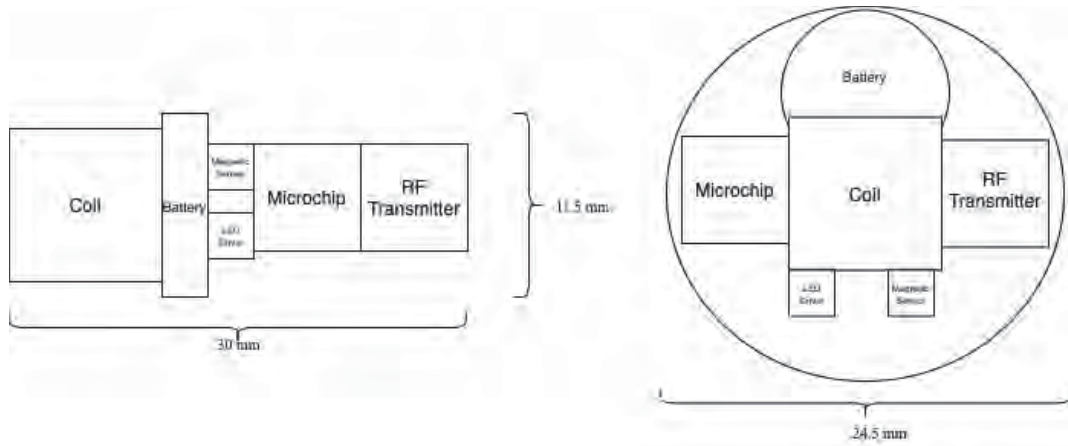 Coil
Battery
Magnetic
Sensor
LED
Driver
Microchip
RF
Transmitter
11.5 mm
30 mm
Battery
Microchip
Coil
RF
Transmitter
LED
Driver
Magnetic
Sensor
24.5 mm